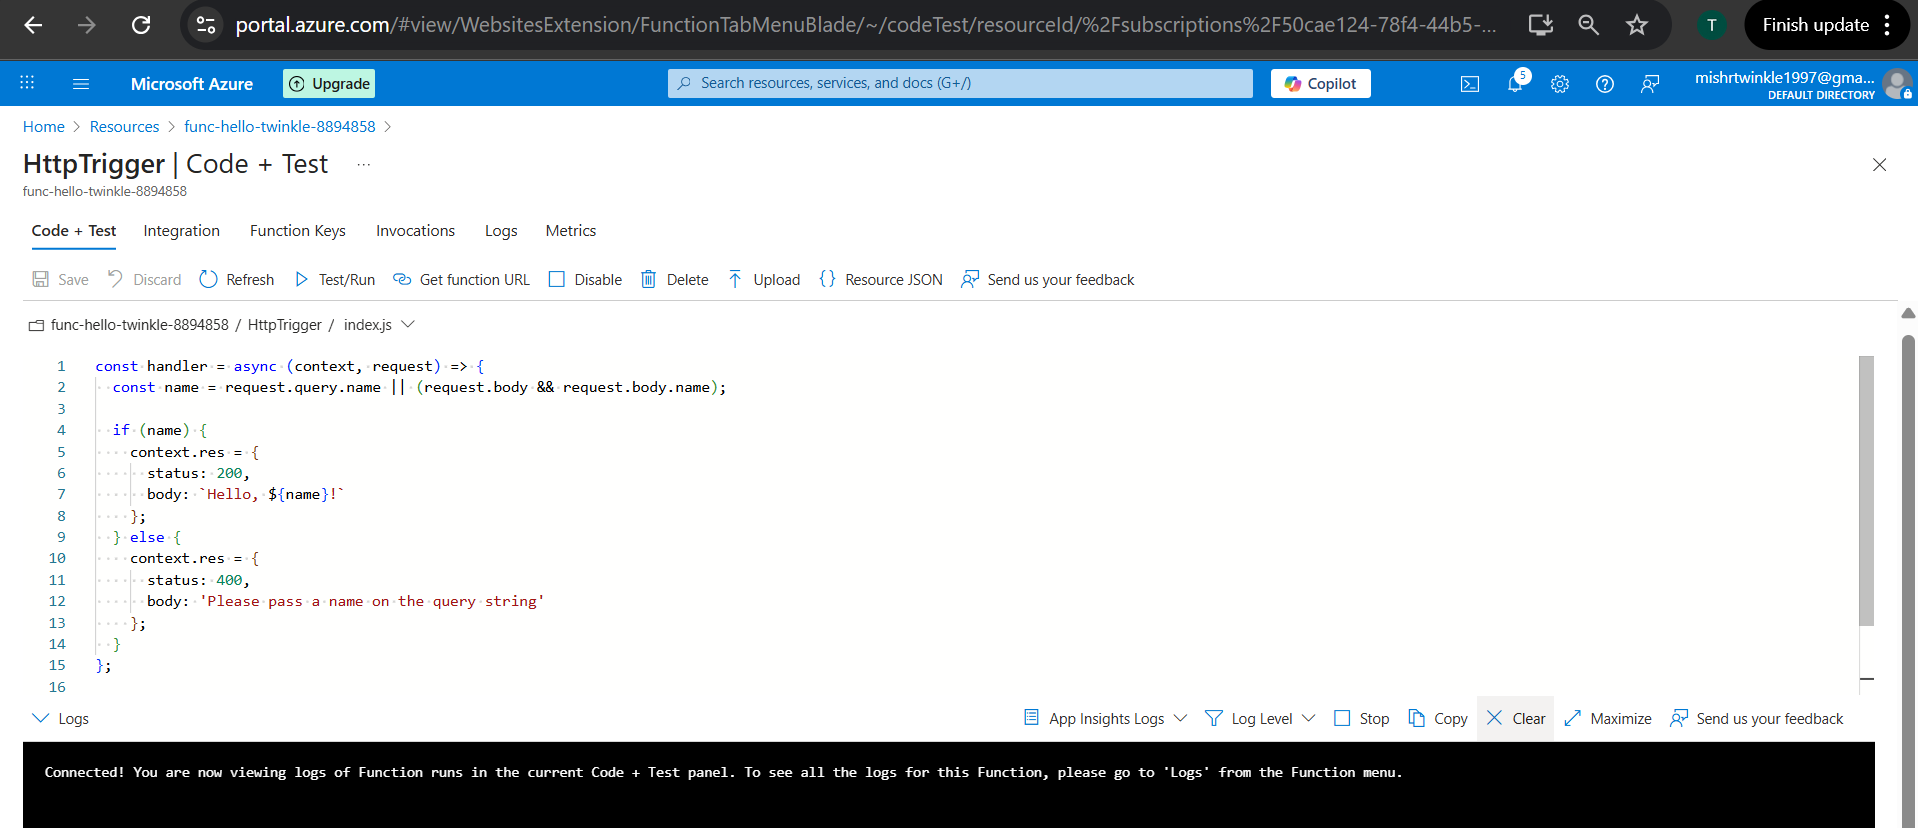 portal.azure.com/#view/WebsitesExtension/FunctionTabMenuBlade/~/codeTest/resourceId/%2Fsubscriptions%2F50cae124-78f4-44b5-...
T
Finish update
Microsoft Azure
Upgrade
Search resources, services, and docs (G+/)
Copilot
5
mishrtwinkle1997@gma...
DEFAULT DIRECTORY
Home > Resources > func-hello-twinkle-8894858 >
HttpTrigger | Code + Test ...
func-hello-twinkle-8894858
Code + Test Integration Function Keys Invocations Logs Metrics
Save Discard Refresh Test/Run Get function URL Disable Delete Upload {} Resource JSON Send us your feedback
func-hello-twinkle-8894858 / HttpTrigger / index.js
1 const handler = async (context, request) => {
2 const name = request.query.name || (request.body && request.body.name);
3
4 if (name) {
5 context.res = {
6 status: 200,
7 body: `Hello, ${name}!`
8 };
9 } else {
10 context.res = {
11 status: 400,
12 body: 'Please pass a name on the query string'
13 };
14 }
15 };
16
Logs App Insights Logs Log Level Stop Copy Clear Maximize Send us your feedback
Connected! You are now viewing logs of Function runs in the current Code + Test panel. To see all the logs for this Function, please go to 'Logs' from the Function menu.